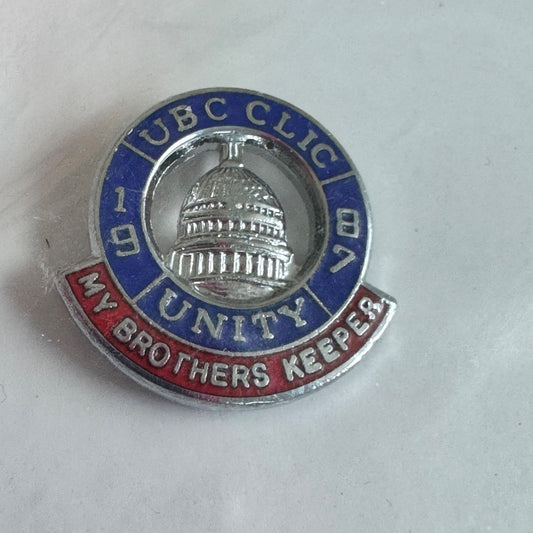 UBC CLIC
1987
UNITY
MY BROTHERS KEEPER